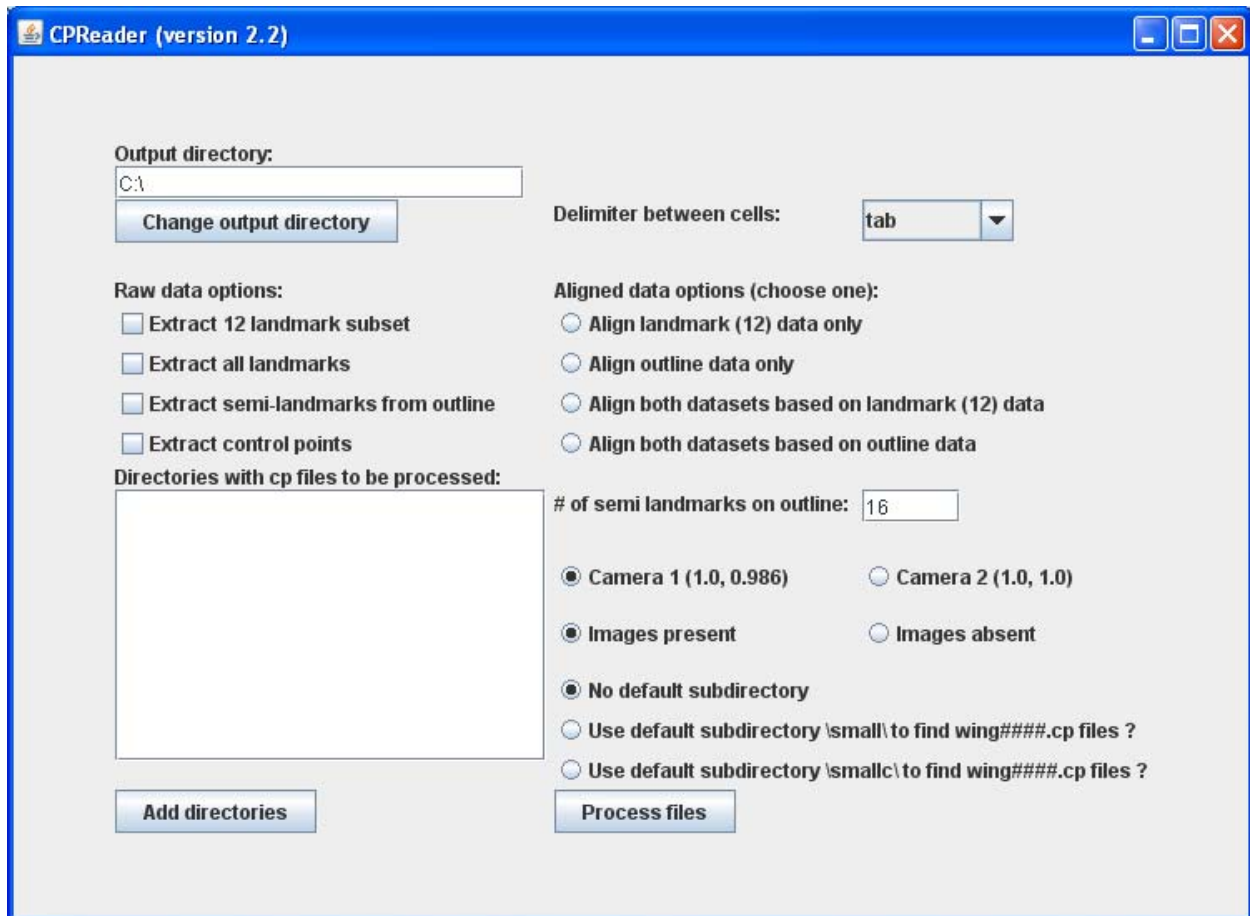 CPReader (version 2.2)
Output directory:
C:\
Change output directory
Delimiter between cells:
tab
Raw data options:
Extract 12 landmark subset
Extract all landmarks
Extract semi-landmarks from outline
Extract control points
Aligned data options (choose one):
Align landmark (12) data only
Align outline data only
Align both datasets based on landmark (12) data
Align both datasets based on outline data
Directories with cp files to be processed:
# of semi landmarks on outline:
16
Camera 1 (1.0, 0.986)
Camera 2 (1.0, 1.0)
Images present
Images absent
No default subdirectory
Use default subdirectory \small\ to find wing####.cp files ?
Use default subdirectory \smallc\ to find wing####.cp files ?
Add directories
Process files